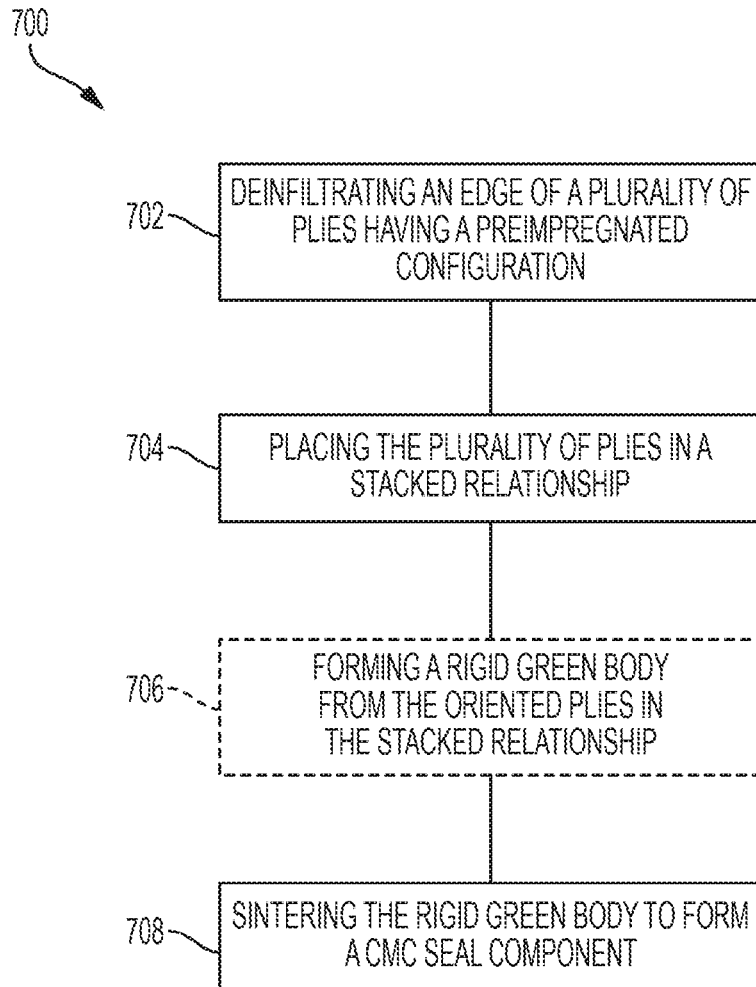 700
702
DEINFILTRATING AN EDGE OF A PLURALITY OF
PLIES HAVING A PREIMPREGNATED
CONFIGURATION
704
PLACING THE PLURALITY OF PLIES IN A
STACKED RELATIONSHIP
706
FORMING A RIGID GREEN BODY
FROM THE ORIENTED PLIES IN
THE STACKED RELATIONSHIP
708
SINTERING THE RIGID GREEN BODY TO FORM
A CMC SEAL COMPONENT